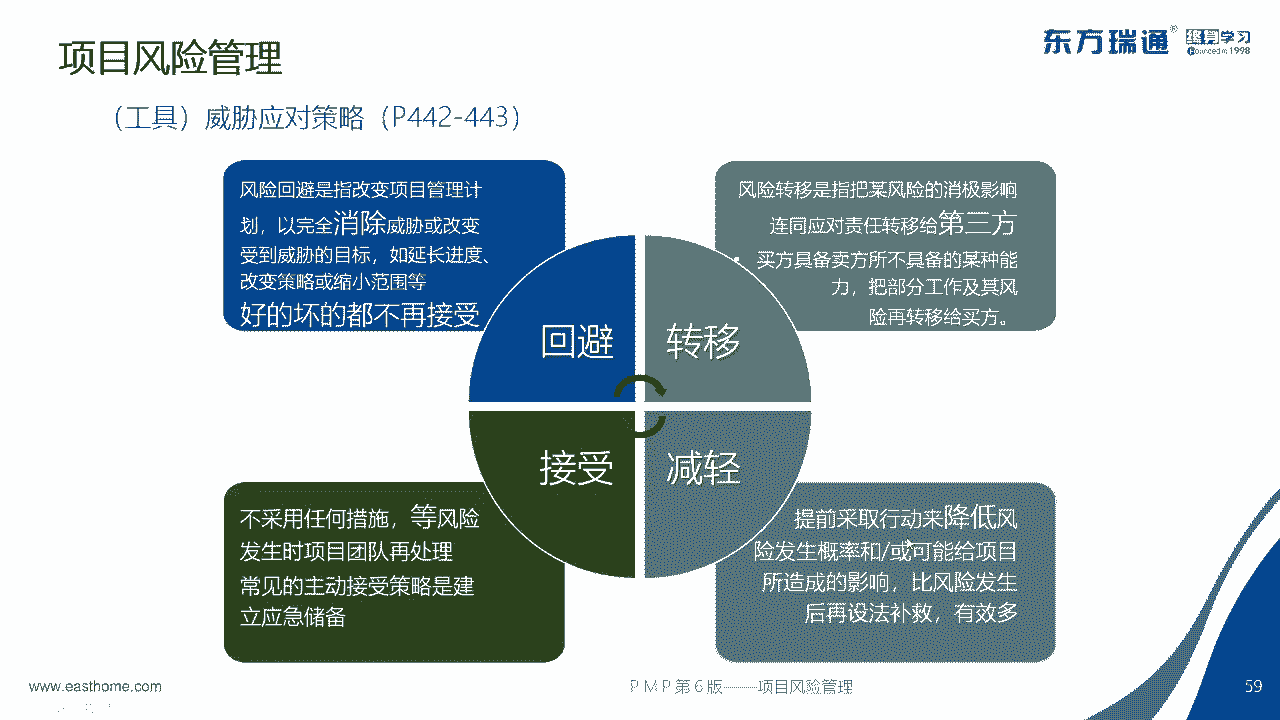 项目风险管理
东方瑞通®
终身学习
Founded in 1998
（工具）威胁应对策略（P442-443）
风险回避是指改变项目管理计
划，以完全消除威胁或改变
受到威胁的目标，如延长进度、
改变策略或缩小范围等
好的坏的都不再接受
风险转移是指把某风险的消极影响
连同应对责任转移给第三方
• 买方具备卖方所不具备的某种能
力，把部分工作及其风
险再转移给买方。
回避
转移
接受
减轻
不采用任何措施，等风险
发生时项目团队再处理
常见的主动接受策略是建
立应急储备
提前采取行动来降低风
险发生概率和/或可能给项目
所造成的影响，比风险发生
后再设法补救，有效多
www.easthome.com
PMP第6版——项目风险管理
59